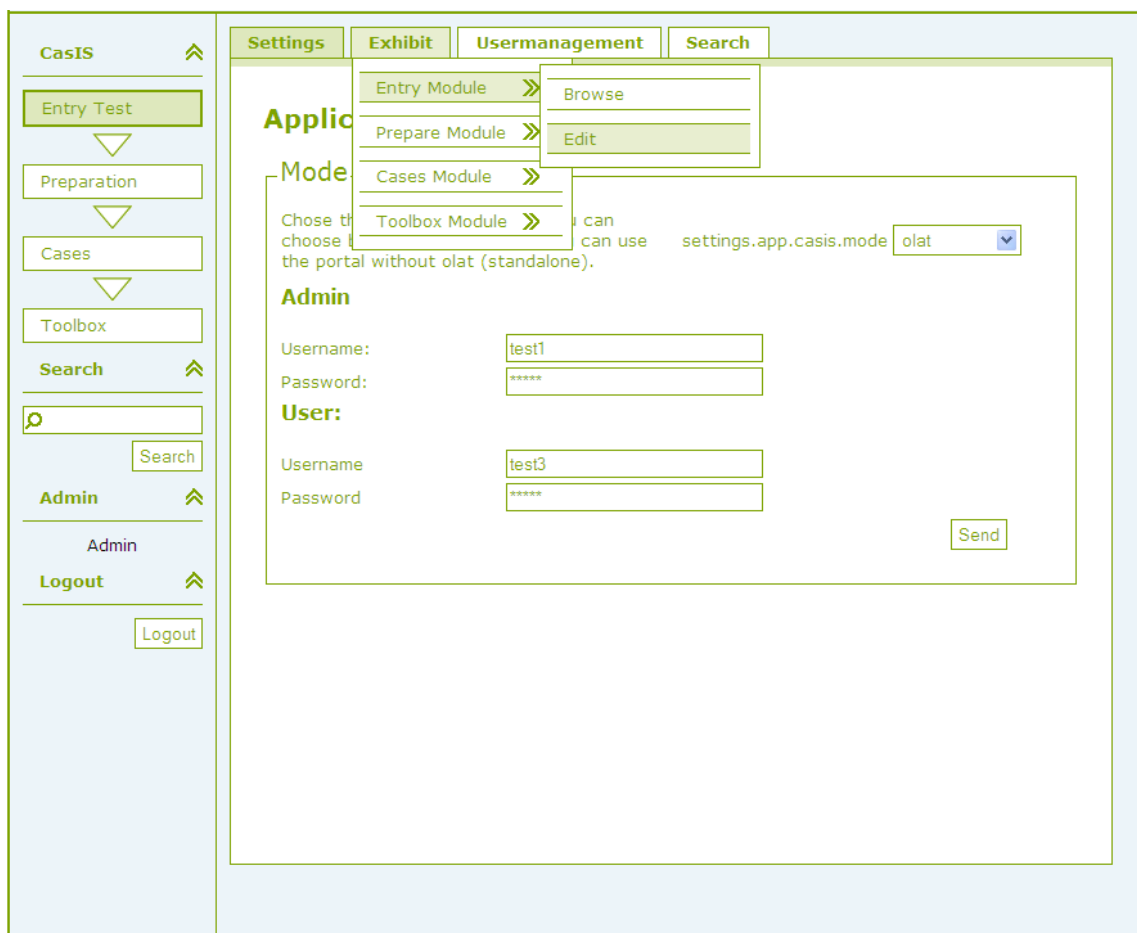 CasIS
Entry Test
Preparation
Cases
Toolbox
Search
Search
Admin
Admin
Logout
Logout
Settings Exhibit Usermanagement Search
Entry Module
Prepare Module
Cases Module
Toolbox Module
Browse
Edit
Applic
Mode
Chose th u can
choose b can use settings.app.casis.mode olat
the portal without olat (standalone).
Admin
Username: test1
Password: *****
User:
Username test3
Password *****
Send